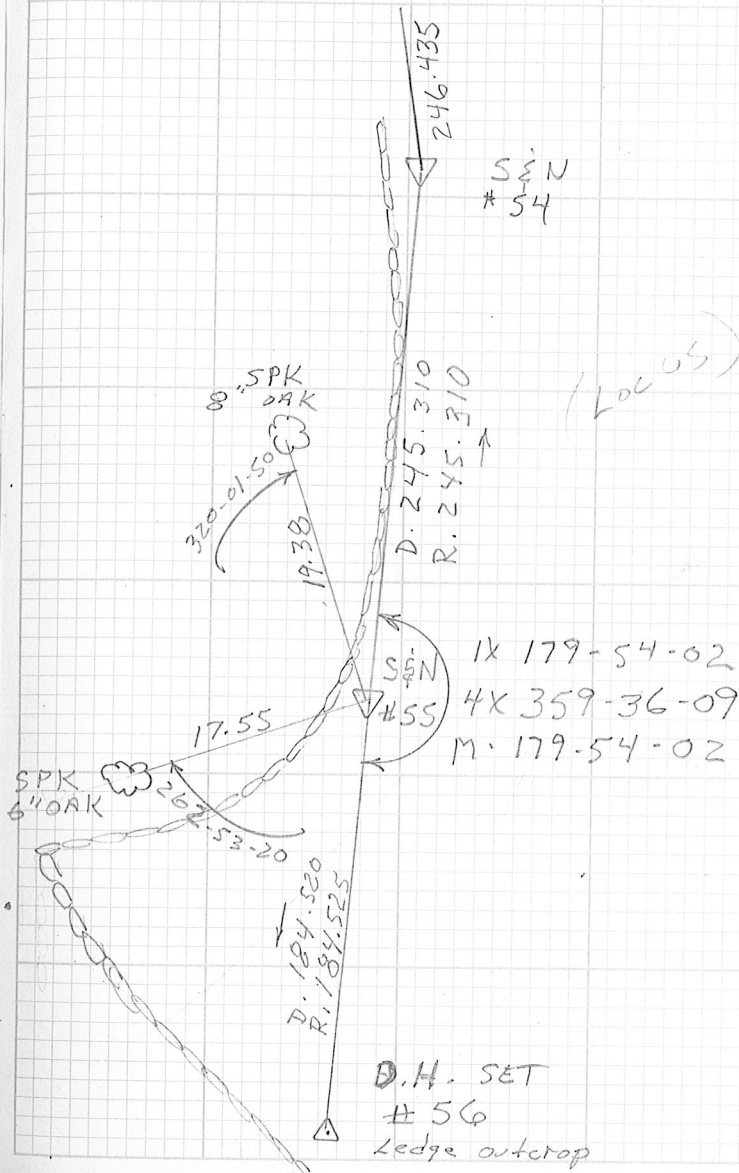 246.435
S&N
#54
(Locus)
8" SPK
OAK
320-01-50
19.38
D. 245.310
R. 245.310
S&N
#55
1X 179-54-02
4X 359-36-09
M. 179-54-02
17.55
SPK
6" OAK
262-53-20
D. 184.520
R. 184.525
D.H. SET
#56
Ledge outcrop